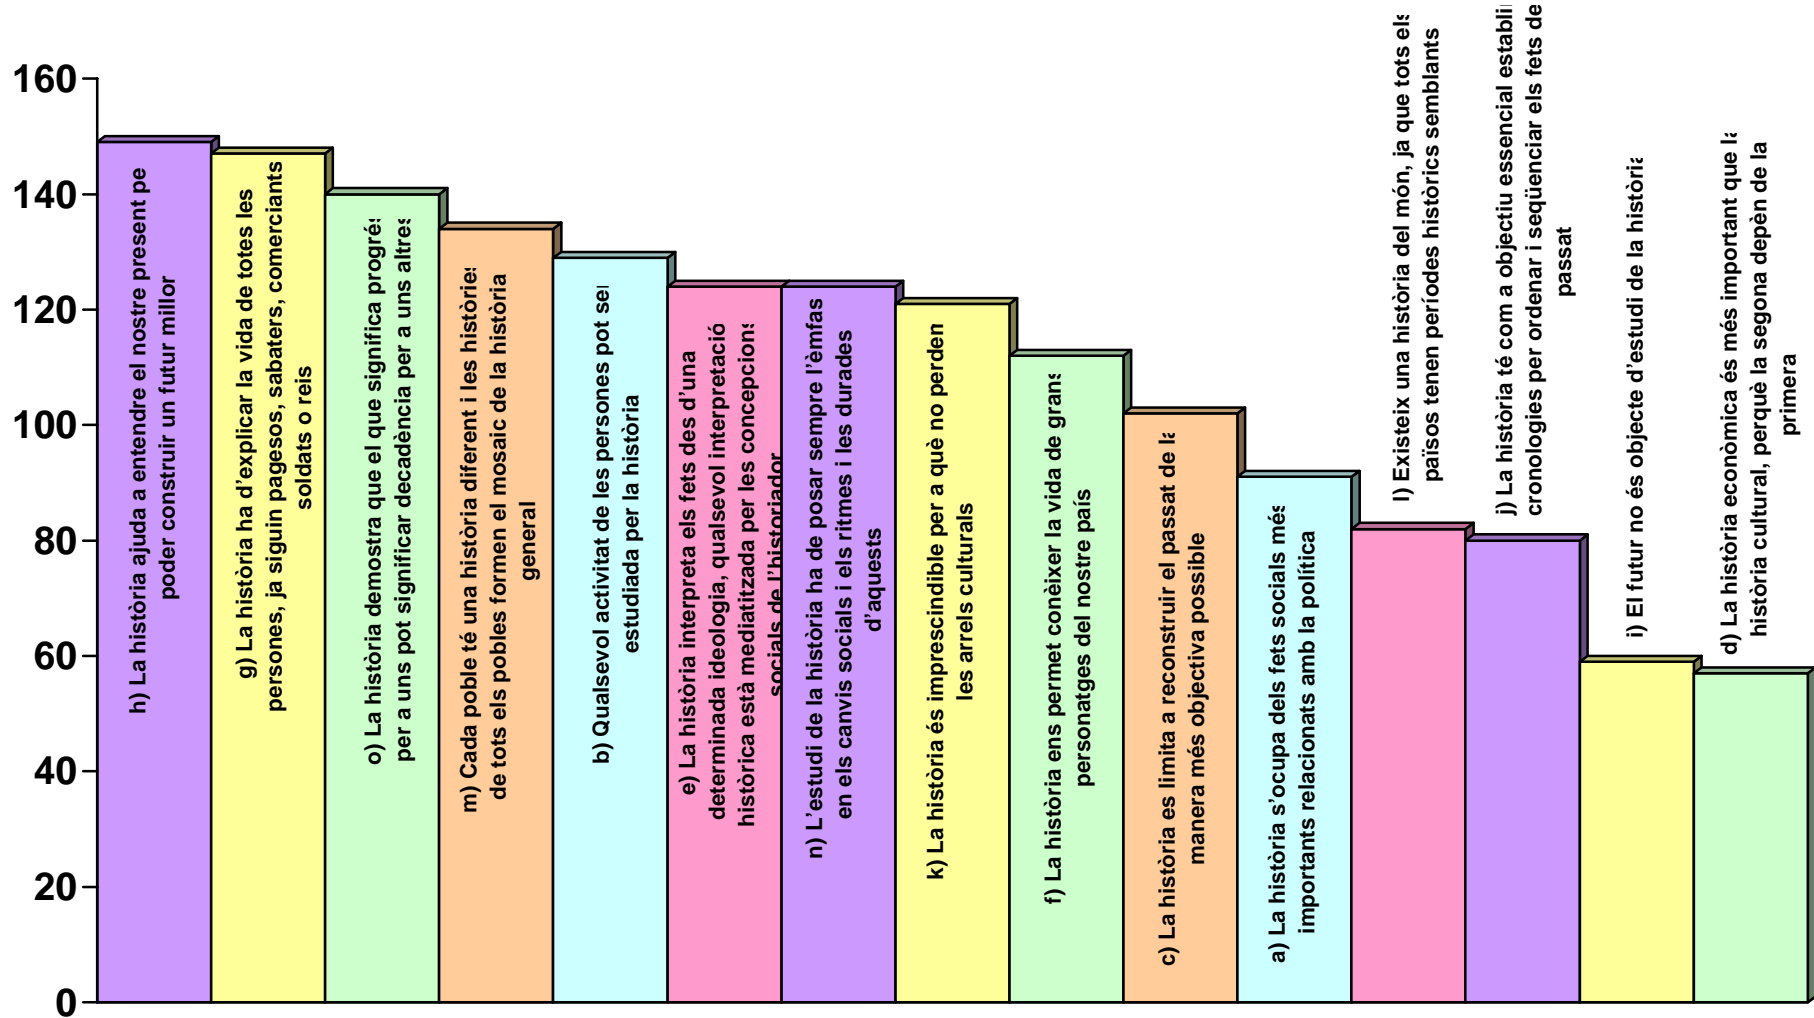 160
140
120
100
80
60
40
20
0
h) La història ajuda a entendre el nostre present pe
poder construir un futur millor
g) La història ha d’explicar la vida de totes les
persones, ja siguin pagesos, sabaters, comerciants
soldats o reis
o) La història demostra que el que significa progrés
per a uns pot significar decadència per a uns altres
m) Cada poble té una història diferent i les històries
de tots els pobles formen el mosaic de la història
general
b) Qualsevol activitat de les persones pot ser
estudiada per la història
e) La història interpreta els fets des d’una
determinada ideologia, qualsevol interpretació
històrica està mediatitzada per les concepcions
socials de l’historiador
n) L’estudi de la història ha de posar sempre l’èmfas
en els canvis socials i els ritmes i les durades
d’aquests
k) La història és imprescindible per a què no perden
les arrels culturals
f) La història ens permet conèixer la vida de grans
personatges del nostre país
c) La història es limita a reconstruir el passat de la
manera més objectiva possible
a) La història s’ocupa dels fets socials més
importants relacionats amb la política
l) Existeix una història del món, ja que tots els
països tenen períodes històrics semblants
j) La història té com a objectiu essencial establi
cronologies per ordenar i seqüenciar els fets de
passat
i) El futur no és objecte d’estudi de la història
d) La història econòmica és més important que la
història cultural, perquè la segona depèn de la
primera